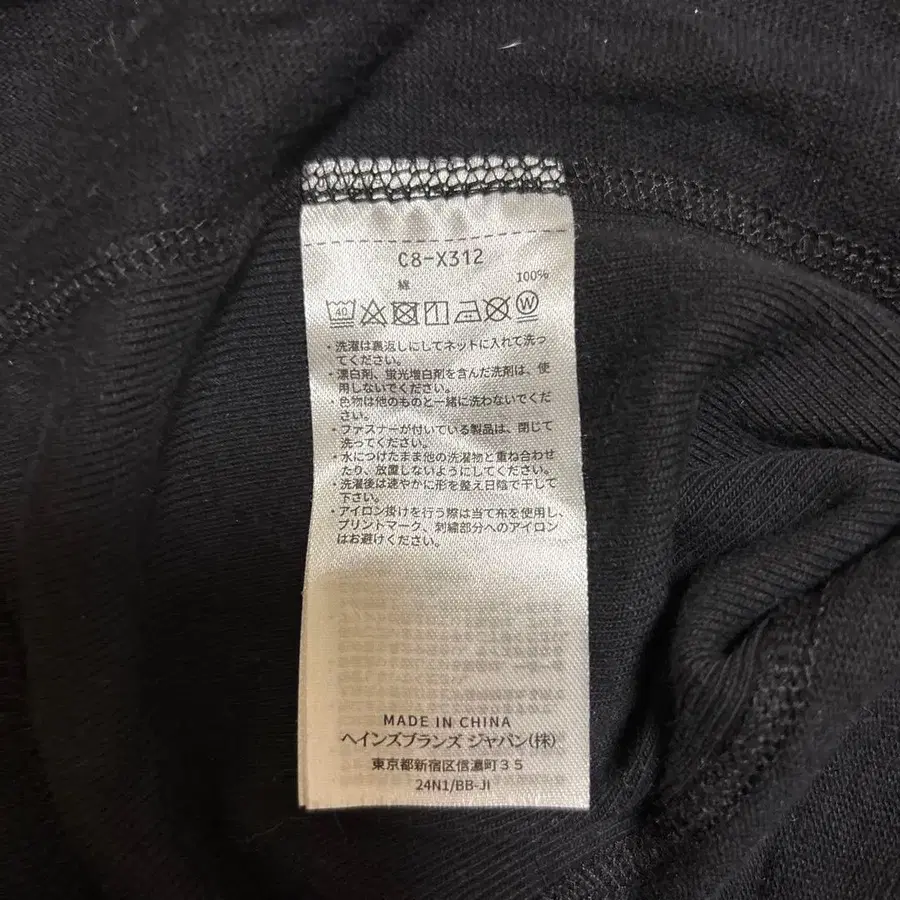 C8-X312
綿 100%
40 W
・洗濯は裏返しにしてネットに入れて洗っ
てください。
・漂白剤、蛍光増白剤を含んだ洗剤は、使
用しないでください。
・色物は他のものと一緒に洗わないでくだ
さい。
・ファスナーが付いている製品は、閉じて
洗ってください。
・水につけたまま他の洗濯物と重ね合わせ
たり、放置しないようにしてください。
・洗濯後は速やかに形を整え日陰で干して
下さい。
・アイロン掛けを行う際は当て布を使用し、
プリントマーク、刺繍部分へのアイロン
はお避けください。
MADE IN CHINA
ヘインズブランズ ジャパン(株)
東京都新宿区信濃町35
24N1/BB-JI